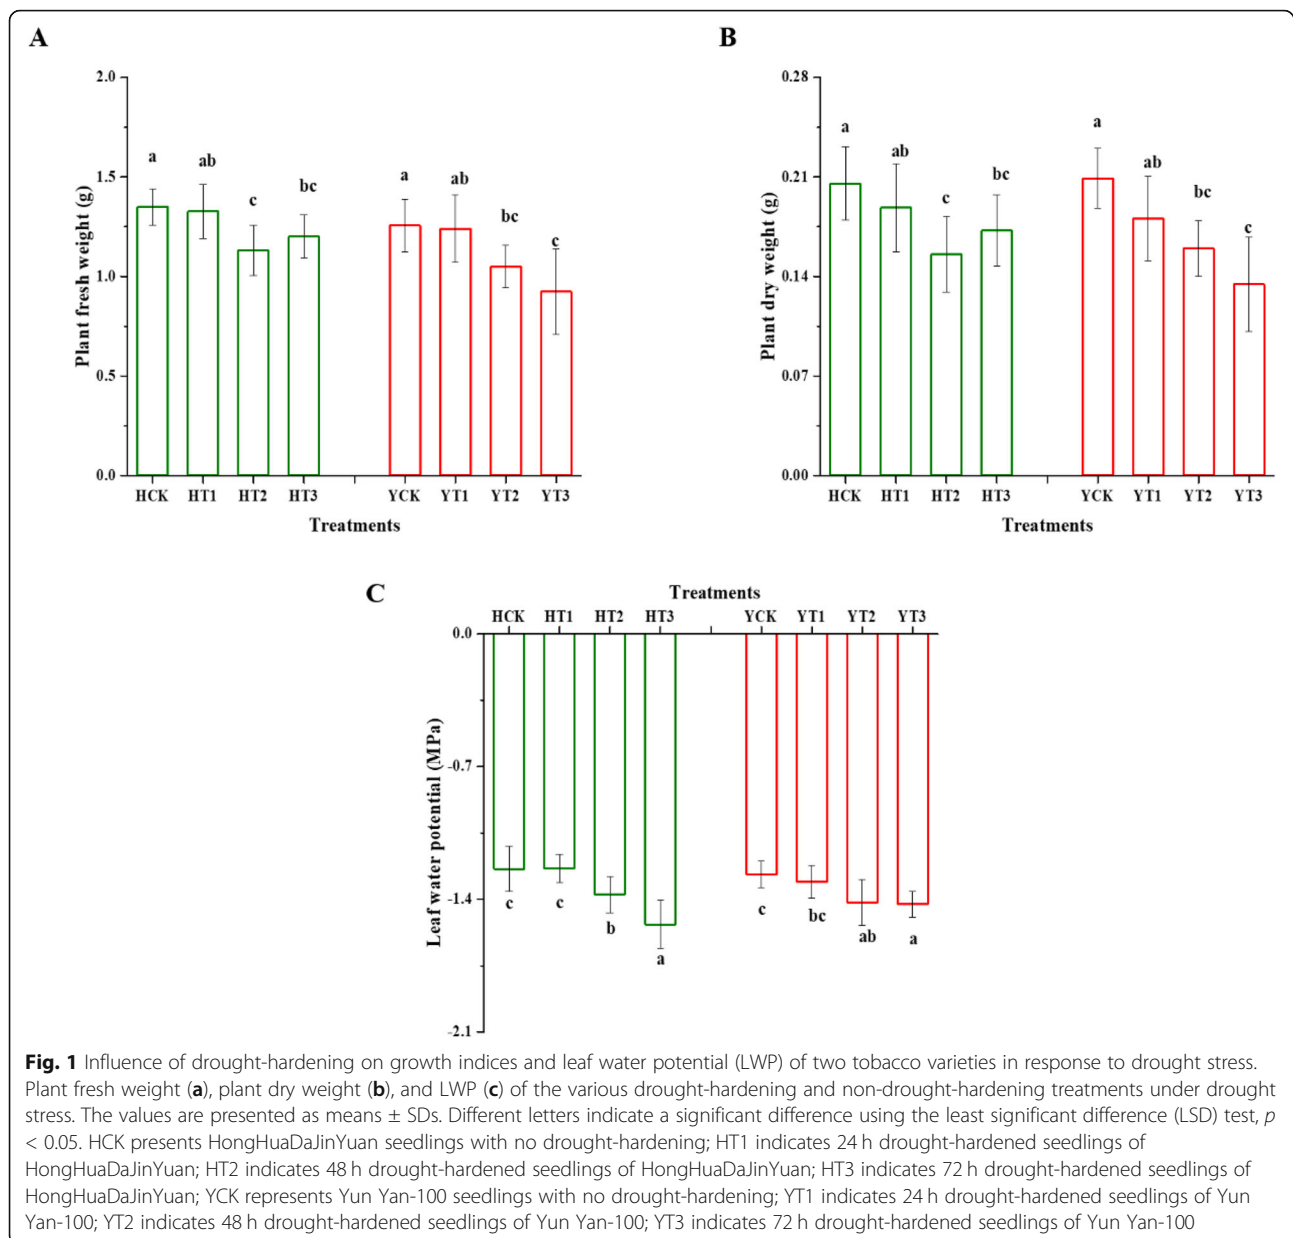 A
2.0
1.5
1.0
0.5
0.0
Plant fresh weight (g)
a
ab
c
bc
a
ab
bc
c
HCK HT1 HT2 HT3 YCK YT1 YT2 YT3
Treatments
B
0.28
0.21
0.14
0.07
0.00
Plant dry weight (g)
a
ab
c
bc
a
ab
bc
c
HCK HT1 HT2 HT3 YCK YT1 YT2 YT3
Treatments
C
Treatments
HCK HT1 HT2 HT3 YCK YT1 YT2 YT3
0.0
-0.7
-1.4
-2.1
Leaf water potential (MPa)
c
c
b
a
c
bc
ab
a
Fig. 1 Influence of drought-hardening on growth indices and leaf water potential (LWP) of two tobacco varieties in response to drought stress.
Plant fresh weight (a), plant dry weight (b), and LWP (c) of the various drought-hardening and non-drought-hardening treatments under drought
stress. The values are presented as means ± SDs. Different letters indicate a significant difference using the least significant difference (LSD) test, p
< 0.05. HCK presents HongHuaDaJinYuan seedlings with no drought-hardening; HT1 indicates 24 h drought-hardened seedlings of
HongHuaDaJinYuan; HT2 indicates 48 h drought-hardened seedlings of HongHuaDaJinYuan; HT3 indicates 72 h drought-hardened seedlings of
HongHuaDaJinYuan; YCK represents Yun Yan-100 seedlings with no drought-hardening; YT1 indicates 24 h drought-hardened seedlings of Yun
Yan-100; YT2 indicates 48 h drought-hardened seedlings of Yun Yan-100; YT3 indicates 72 h drought-hardened seedlings of Yun Yan-100